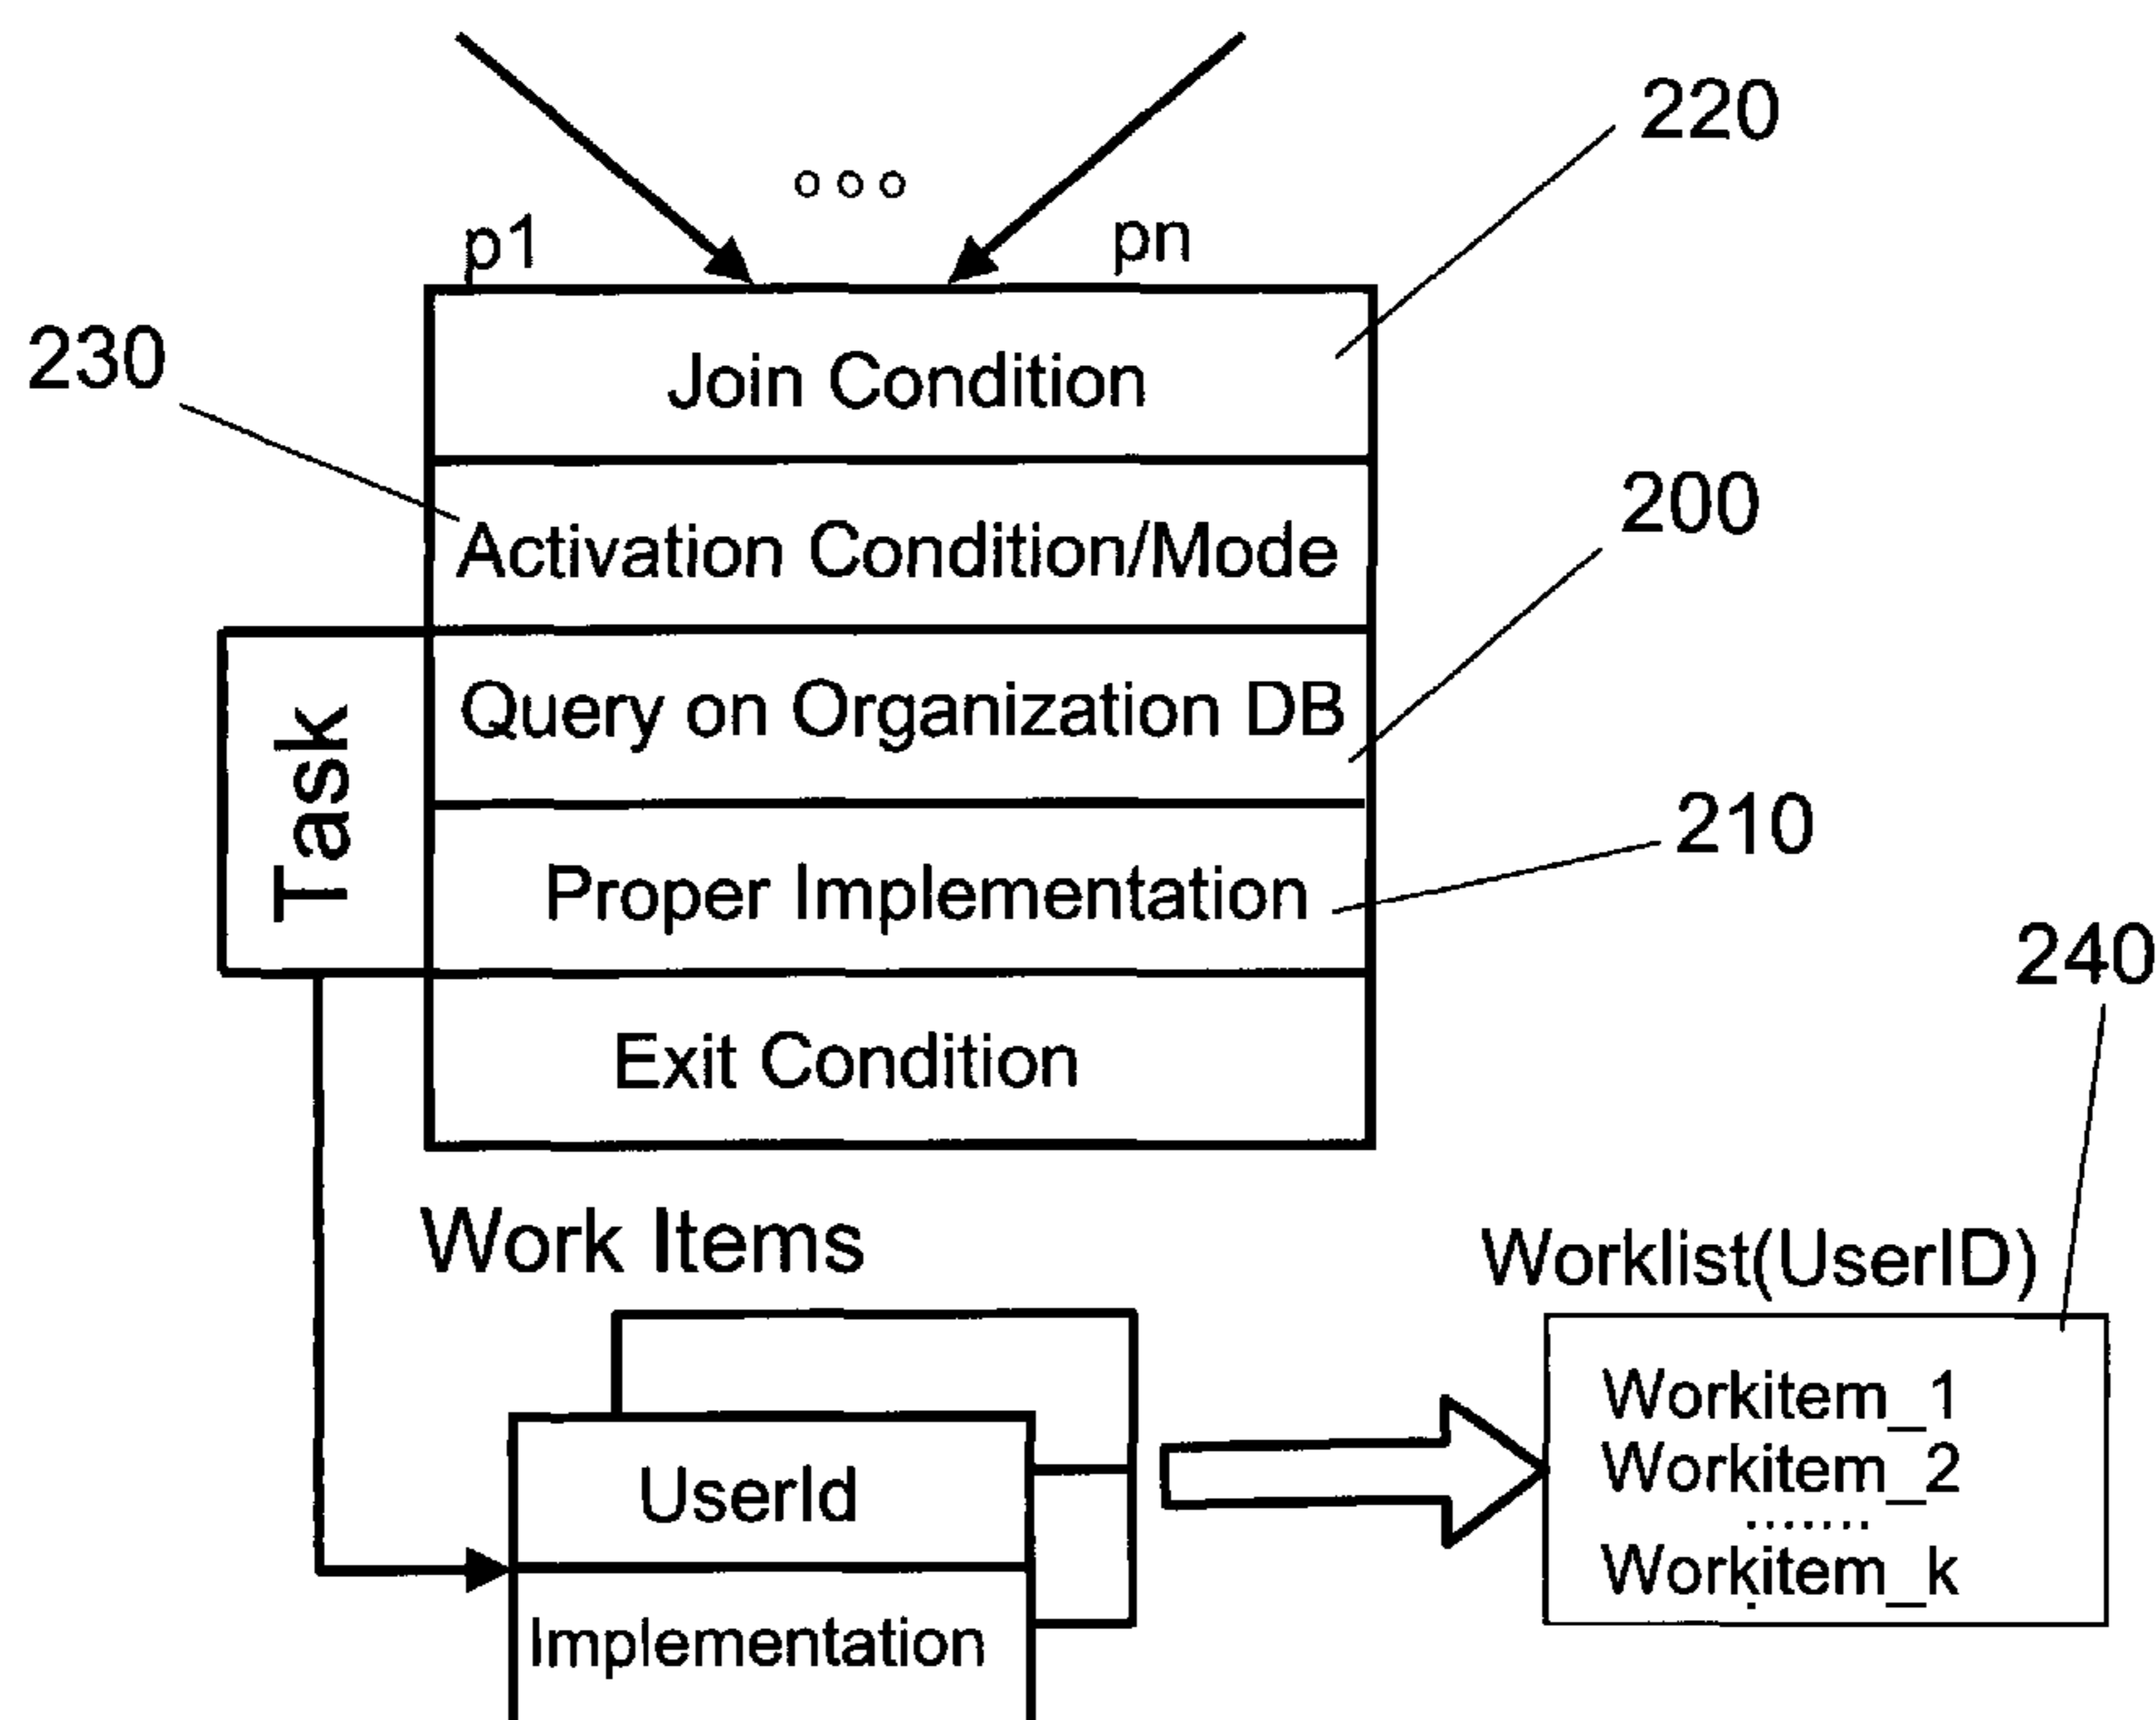 220
p1
pn
230
Join Condition
200
Activation Condition/Mode
Task
Query on Organization DB
210
Proper Implementation
240
Exit Condition
Work Items
Worklist(UserID)
Workitem_1
Workitem_2
.......
Workitem_k
UserId
Implementation